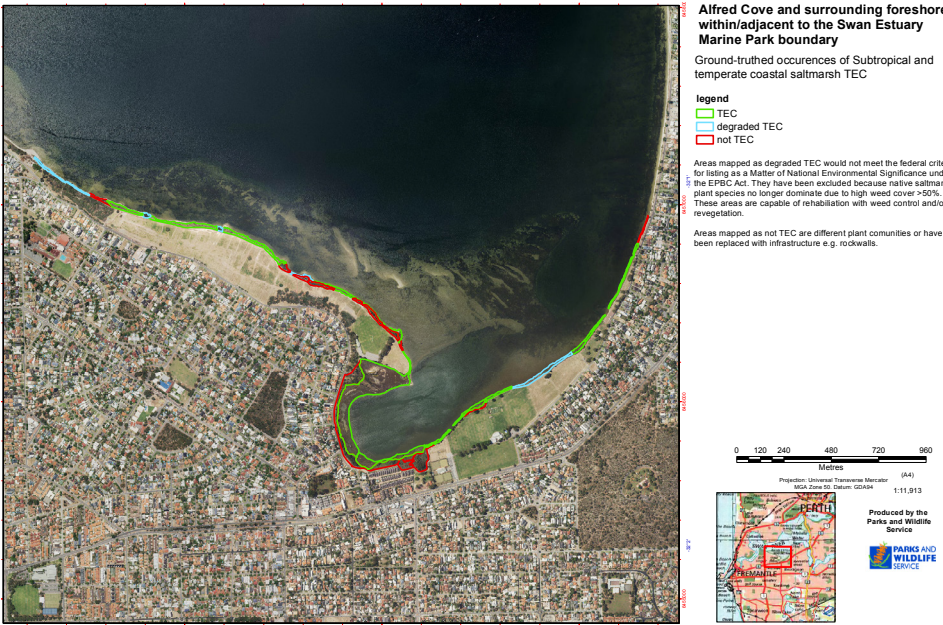 Alfred Cove and surrounding foreshore
within/adjacent to the Swan Estuary
Marine Park boundary
Ground-truthed occurences of Subtropical and
temperate coastal saltmarsh TEC
legend
TEC
degraded TEC
not TEC
Areas mapped as degraded TEC would not meet the federal crite
for listing as a Matter of National Environmental Significance und
the EPBC Act. They have been excluded because native saltmar
plant species no longer dominate due to high weed cover >50%.
These areas are capable of rehabiliation with weed control and/o
revegetation.
Areas mapped as not TEC are different plant comunities or have
been replaced with infrastructure e.g. rockwalls.
0 120 240 480 720 960
Metres
(A4)
Projection: Universal Transverse Mercator
MGA Zone 50. Datum: GDA94
1:11,913
PERTH
FREMANTLE
Produced by the
Parks and Wildlife
Service
PARKS AND
WILDLIFE
SERVICE